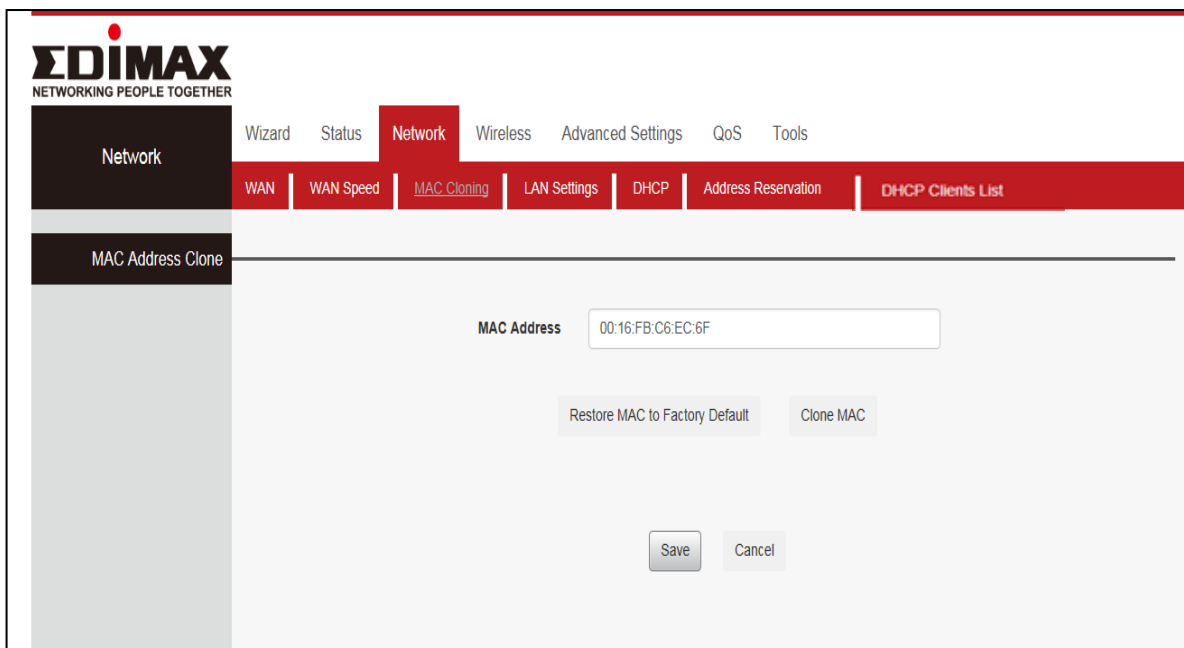 ΣDIMAX
NETWORKING PEOPLE TOGETHER
Network
Wizard Status Network Wireless Advanced Settings QoS Tools
WAN WAN Speed MAC Cloning LAN Settings DHCP Address Reservation DHCP Clients List
MAC Address Clone
MAC Address 00:16:FB:C6:EC:6F
Restore MAC to Factory Default Clone MAC
Save Cancel